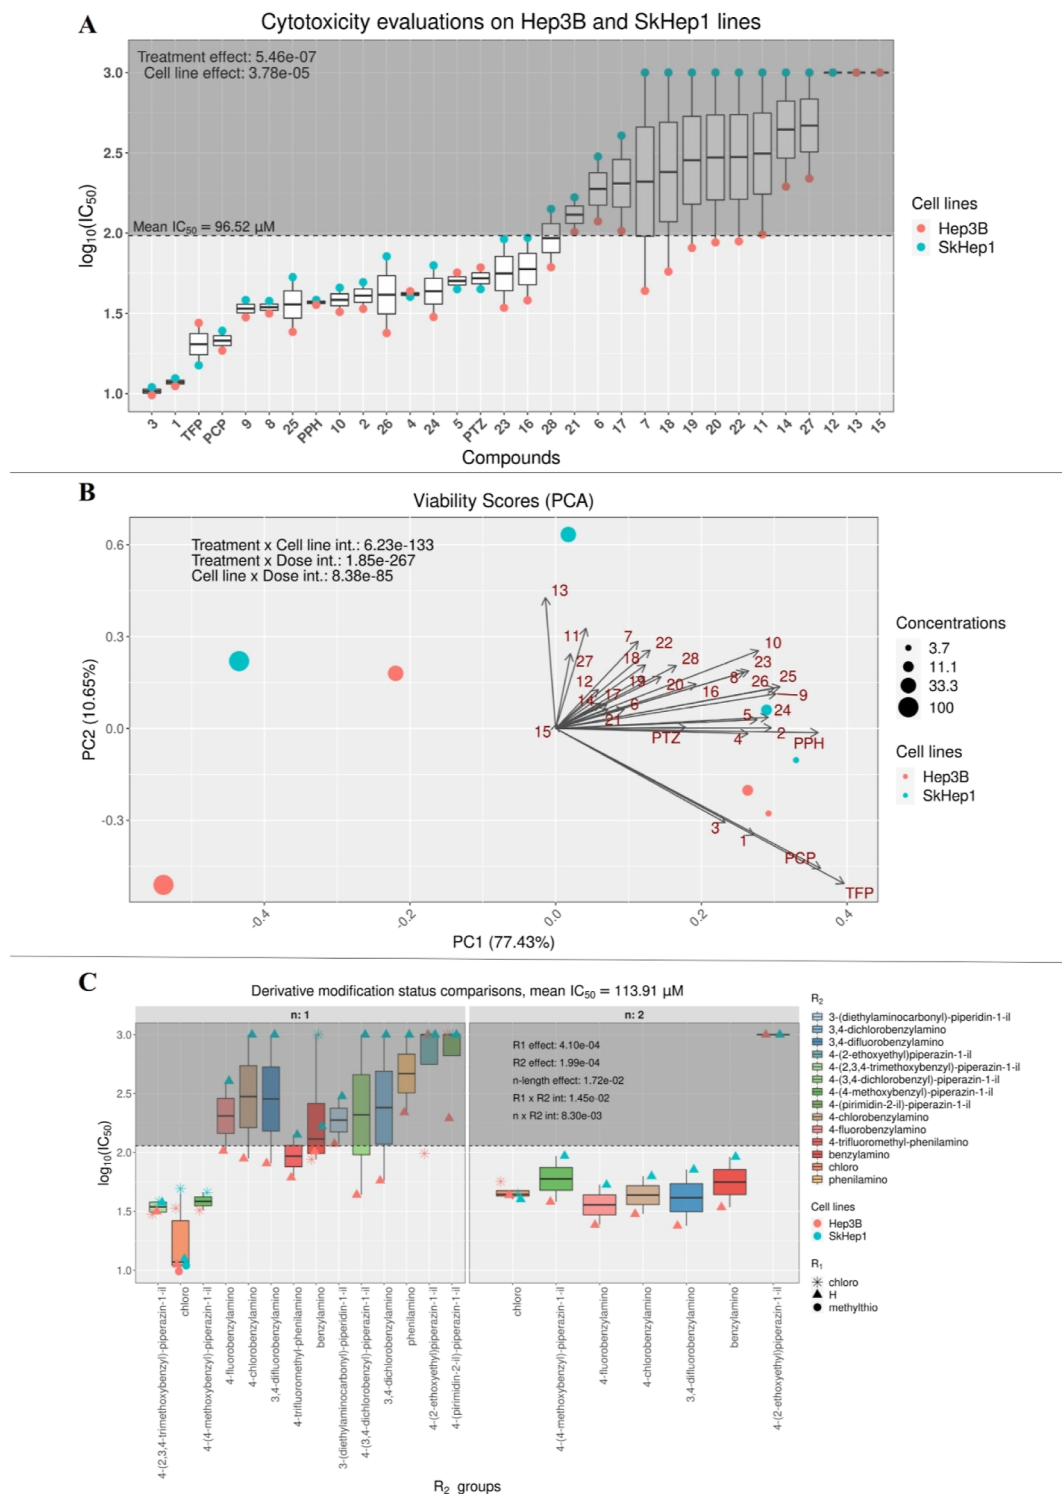 A
Cytotoxicity evaluations on Hep3B and SkHep1 lines
Treatment effect: 5.46e-07
Cell line effect: 3.78e-05
Mean IC50 = 96.52 µM
log10(IC50)
3.0
2.5
2.0
1.5
1.0
3 1 TFP PCP 9 8 25 PPH 10 2 26 4 24 5 PTZ 23 16 28 21 6 17 7 18 19 20 22 11 14 27 12 13 15
Compounds
Cell lines
Hep3B
SkHep1
B
Viability Scores (PCA)
Treatment x Cell line int.: 6.23e-133
Treatment x Dose int.: 1.85e-267
Cell line x Dose int.: 8.38e-85
PC2 (10.65%)
0.6
0.3
0.0
-0.3
13
11 7 22 10
27 18 28 23
12 19 8 26 25
14 17 20 16 9
21 6 5 24
15 PTZ 4 2 PPH
3 1
PCP
TFP
-0.4 -0.2 0.0 0.2 0.4
PC1 (77.43%)
Concentrations
3.7
11.1
33.3
100
Cell lines
Hep3B
SkHep1
C
Derivative modification status comparisons, mean IC50 = 113.91 µM
n: 1
n: 2
R1 effect: 4.10e-04
R2 effect: 1.99e-04
n-length effect: 1.72e-02
R1 x R2 int: 1.45e-02
n x R2 int: 8.30e-03
log10(IC50)
3.0
2.5
2.0
1.5
1.0
4-(2,3,4-trimethoxybenzyl)-piperazin-1-il
chloro
4-(4-methoxybenzyl)-piperazin-1-il
4-fluorobenzylamino
4-chlorobenzylamino
3,4-difluorobenzylamino
4-trifluoromethyl-phenilamino
benzylamino
3-(diethylaminocarbonyl)-piperidin-1-il
4-(3,4-dichlorobenzyl)-piperazin-1-il
3,4-dichlorobenzylamino
phenilamino
4-(2-ethoxyethyl)piperazin-1-il
4-(pirimidin-2-il)-piperazin-1-il
chloro
4-(4-methoxybenzyl)-piperazin-1-il
4-fluorobenzylamino
4-chlorobenzylamino
3,4-difluorobenzylamino
benzylamino
4-(2-ethoxyethyl)piperazin-1-il
R2 groups
R2
3-(diethylaminocarbonyl)-piperidin-1-il
3,4-dichlorobenzylamino
3,4-difluorobenzylamino
4-(2-ethoxyethyl)piperazin-1-il
4-(2,3,4-trimethoxybenzyl)-piperazin-1-il
4-(3,4-dichlorobenzyl)-piperazin-1-il
4-(4-methoxybenzyl)-piperazin-1-il
4-(pirimidin-2-il)-piperazin-1-il
4-chlorobenzylamino
4-fluorobenzylamino
4-trifluoromethyl-phenilamino
benzylamino
chloro
phenilamino
Cell lines
Hep3B
SkHep1
R1
chloro
H
methylthio